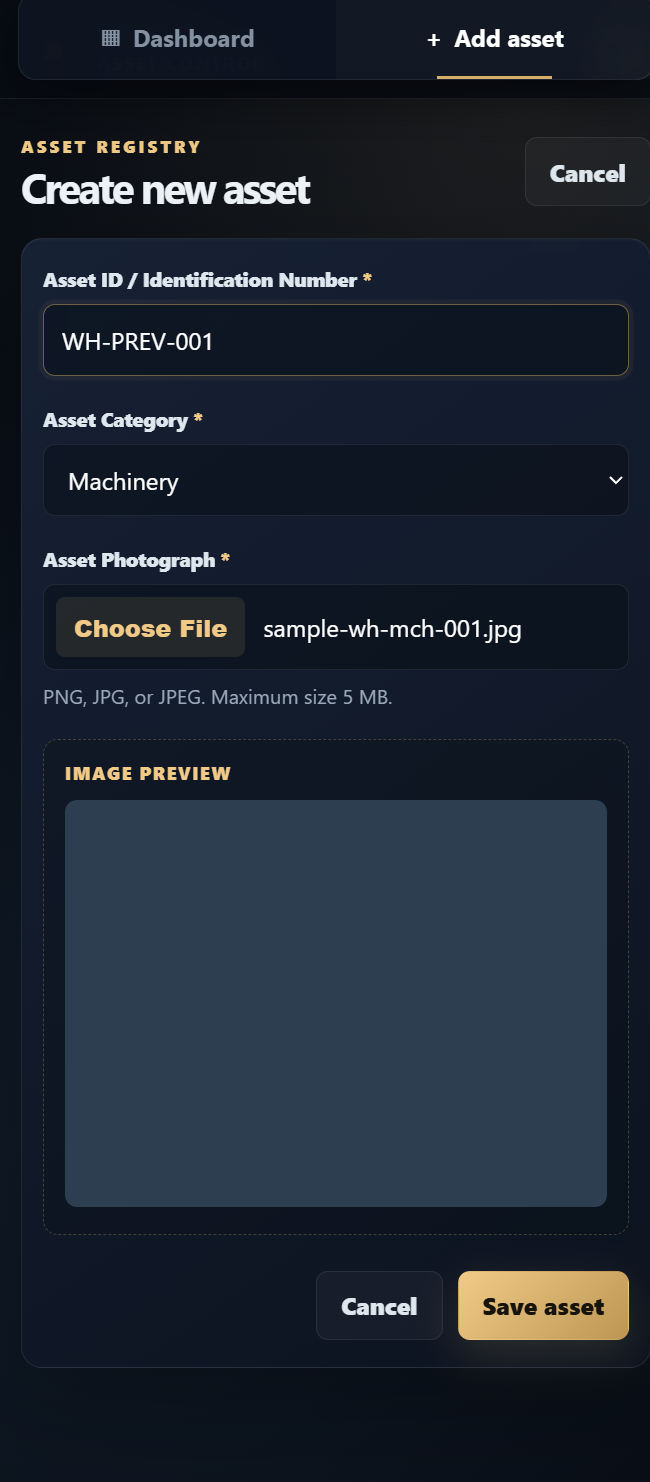 Dashboard
+ Add asset
ASSET REGISTRY
Create new asset
Cancel
Asset ID / Identification Number *
WH-PREV-001
Asset Category *
Machinery
Asset Photograph *
Choose File sample-wh-mch-001.jpg
PNG, JPG, or JPEG. Maximum size 5 MB.
IMAGE PREVIEW
Cancel
Save asset